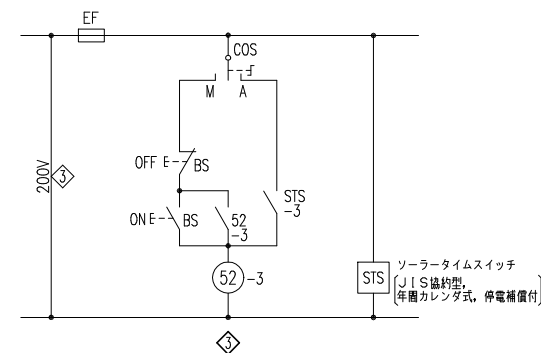 EF
COS
M A
OFF E BS
ON E BS
52
-3
STS
-3
200V
3
52 -3
STS
ソーラータイムスイッチ
JIS協約型,
年間カレンダ式, 停電補償付
3